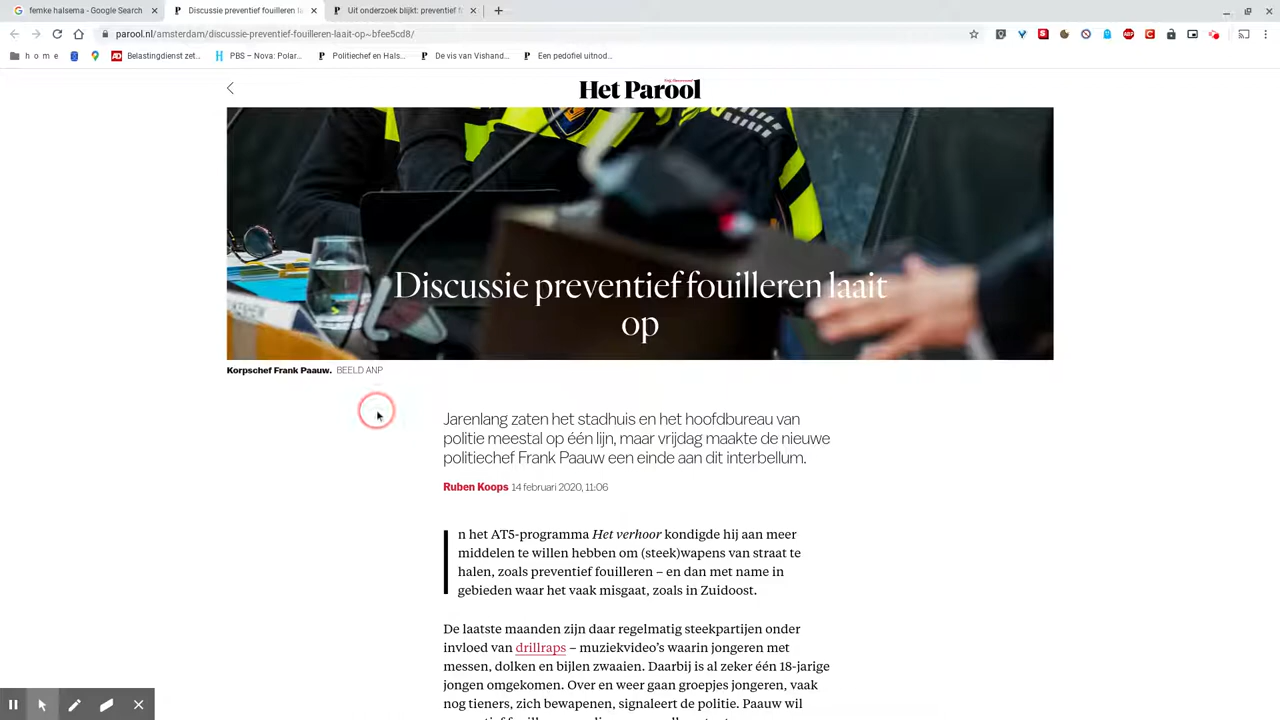 femke halsema - Google Search
Discussie preventief fouilleren la
Uit onderzoek blijkt: preventief f
parool.nl/amsterdam/discussie-preventief-fouilleren-laait-op~bfee5cd8/
h o m e
Belastingdienst zet...
PBS – Nova: Polar...
Politiechef en Hals...
De vis van Vishand...
Een pedofiel uitnod...
Het Parool
Discussie preventief fouilleren laait
op
Korpschef Frank Paauw. BEELD ANP
Jarenlang zaten het stadhuis en het hoofdbureau van
politie meestal op één lijn, maar vrijdag maakte de nieuwe
politiechef Frank Paauw een einde aan dit interbellum.
Ruben Koops 14 februari 2020, 11:06
In het AT5-programma Het verhoor kondigde hij aan meer
middelen te willen hebben om (steek)wapens van straat te
halen, zoals preventief fouilleren – en dan met name in
gebieden waar het vaak misgaat, zoals in Zuidoost.
De laatste maanden zijn daar regelmatig steekpartijen onder
invloed van drillraps – muziekvideo's waarin jongeren met
messen, dolken en bijlen zwaaien. Daarbij is al zeker één 18-jarige
jongen omgekomen. Over en weer gaan groepjes jongeren, vaak
nog tieners, zich bewapenen, signaleert de politie. Paauw wil